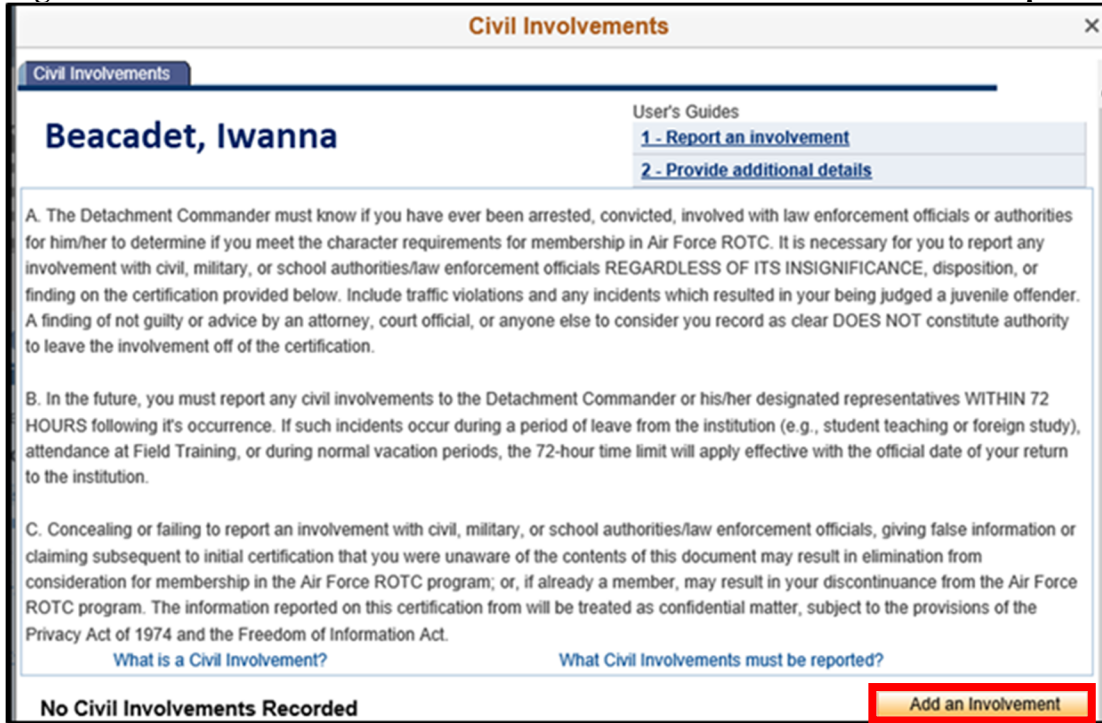 Civil Involvements
×
Civil Involvements
Beacadet, Iwanna
User's Guides
1 - Report an involvement
2 - Provide additional details
A. The Detachment Commander must know if you have ever been arrested, convicted, involved with law enforcement officials or authorities
for him/her to determine if you meet the character requirements for membership in Air Force ROTC. It is necessary for you to report any
involvement with civil, military, or school authorities/law enforcement officials REGARDLESS OF ITS INSIGNIFICANCE, disposition, or
finding on the certification provided below. Include traffic violations and any incidents which resulted in your being judged a juvenile offender.
A finding of not guilty or advice by an attorney, court official, or anyone else to consider you record as clear DOES NOT constitute authority
to leave the involvement off of the certification.
B. In the future, you must report any civil involvements to the Detachment Commander or his/her designated representatives WITHIN 72
HOURS following it's occurrence. If such incidents occur during a period of leave from the institution (e.g., student teaching or foreign study),
attendance at Field Training, or during normal vacation periods, the 72-hour time limit will apply effective with the official date of your return
to the institution.
C. Concealing or failing to report an involvement with civil, military, or school authorities/law enforcement officials, giving false information or
claiming subsequent to initial certification that you were unaware of the contents of this document may result in elimination from
consideration for membership in the Air Force ROTC program; or, if already a member, may result in your discontinuance from the Air Force
ROTC program. The information reported on this certification from will be treated as confidential matter, subject to the provisions of the
Privacy Act of 1974 and the Freedom of Information Act.
What is a Civil Involvement?
What Civil Involvements must be reported?
No Civil Involvements Recorded
Add an Involvement